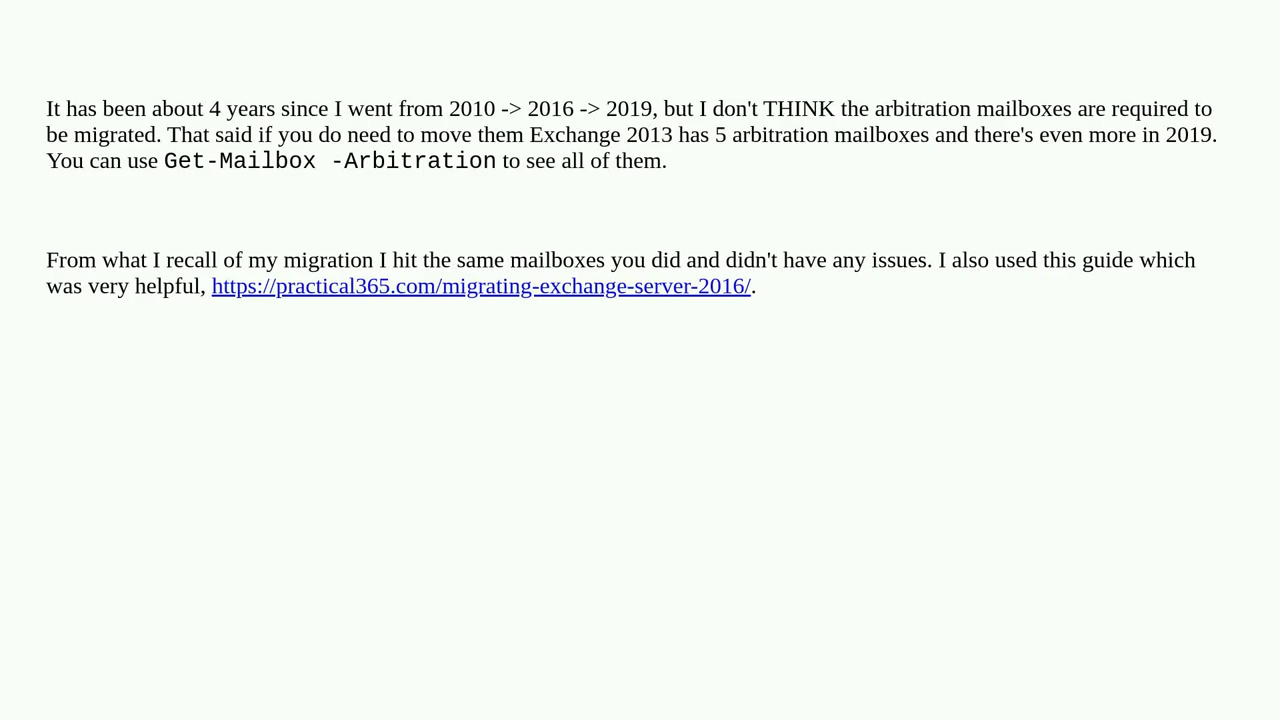 It has been about 4 years since I went from 2010 -> 2016 -> 2019, but I don't THINK the arbitration mailboxes are required to
be migrated. That said if you do need to move them Exchange 2013 has 5 arbitration mailboxes and there's even more in 2019.
You can use Get-Mailbox -Arbitration to see all of them.
From what I recall of my migration I hit the same mailboxes you did and didn't have any issues. I also used this guide which
was very helpful, https://practical365.com/migrating-exchange-server-2016/.